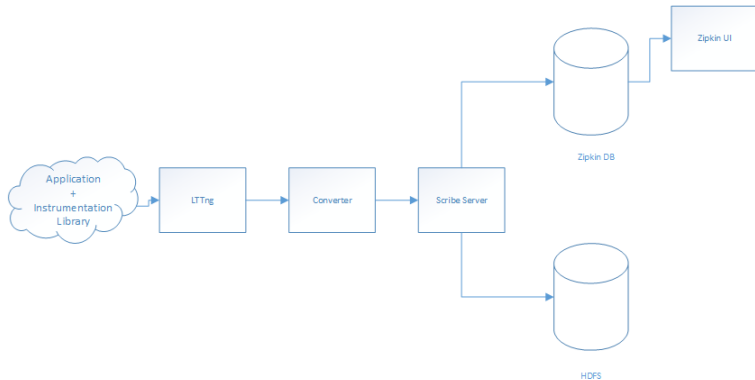 Application
+
Instrumentation
Library
LTTng
Converter
Scribe Server
Zipkin DB
Zipkin UI
HDFS